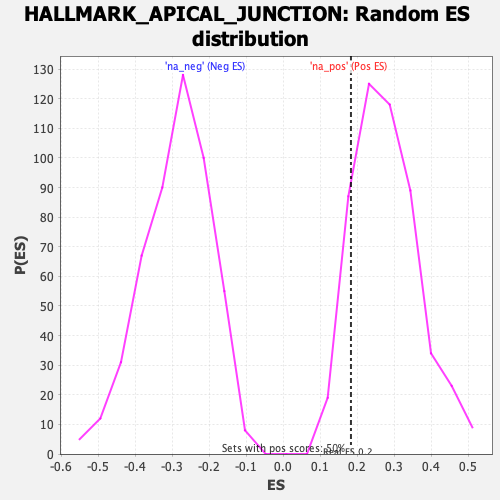 HALLMARK_APICAL_JUNCTION: Random ES
distribution
'na_neg' (Neg ES)
'na_pos' (Pos ES)
130
120
110
100
90
80
70
60
50
40
30
20
10
0
P(ES)
Sets with pos scores: 50%
Real ES 0.2
-0.6 -0.5 -0.4 -0.3 -0.2 -0.1 0.0 0.1 0.2 0.3 0.4 0.5
ES